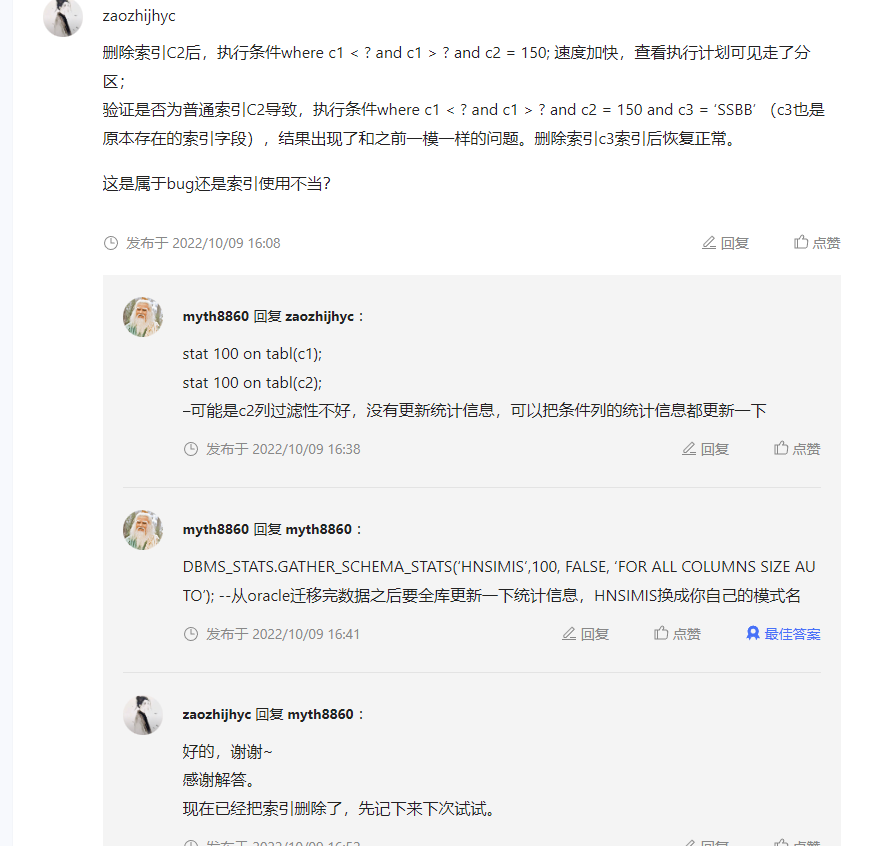 zaozhijhyc
删除索引C2后，执行条件where c1 < ? and c1 > ? and c2 = 150; 速度加快，查看执行计划可见走了分
区；
验证是否为普通索引C2导致，执行条件where c1 < ? and c1 > ? and c2 = 150 and c3 = ‘SSBB’ （c3也是
原本存在的索引字段），结果出现了和之前一模一样的问题。删除索引c3索引后恢复正常。
这是属于bug还是索引使用不当？
发布于 2022/10/09 16:08 回复 点赞
myth8860 回复 zaozhijhyc：
stat 100 on tabl(c1);
stat 100 on tabl(c2);
–可能是c2列过滤性不好，没有更新统计信息，可以把条件列的统计信息都更新一下
发布于 2022/10/09 16:38 回复 点赞
myth8860 回复 myth8860：
DBMS_STATS.GATHER_SCHEMA_STATS(‘HNSIMIS’,100, FALSE, ‘FOR ALL COLUMNS SIZE AU
TO’); --从oracle迁移完数据之后要全库更新一下统计信息，HNSIMIS换成你自己的模式名
发布于 2022/10/09 16:41 回复 点赞 最佳答案
zaozhijhyc 回复 myth8860：
好的，谢谢~
感谢解答。
现在已经把索引删除了，先记下来下次试试。
发布于 2022/10/09 16:52 回复 点赞